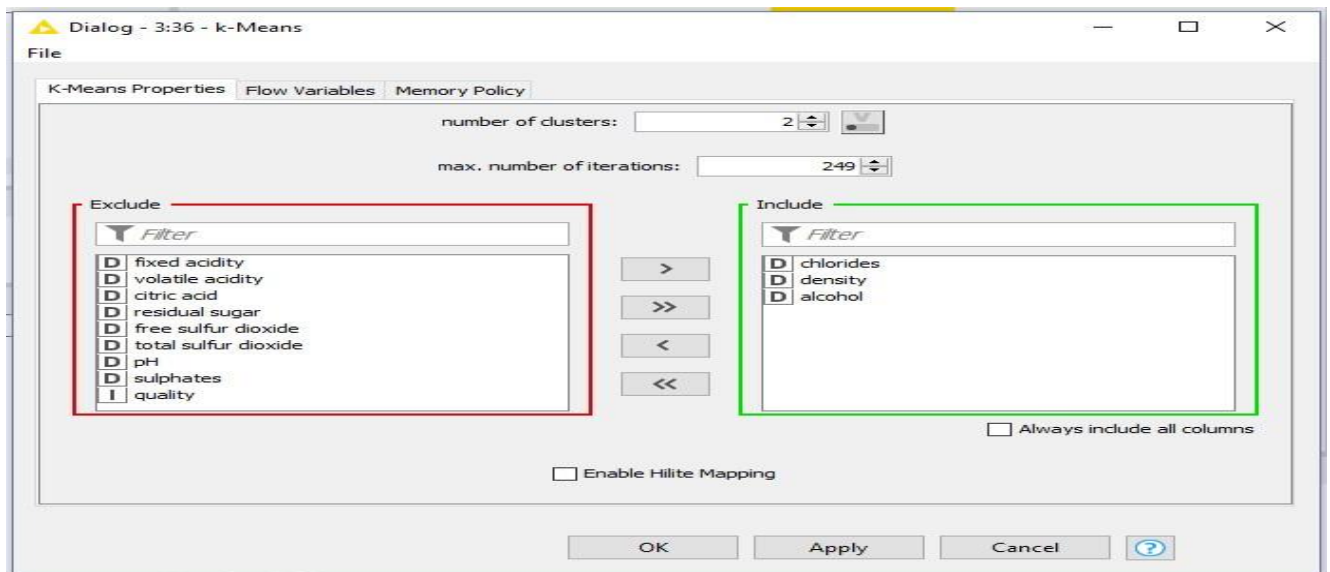 Dialog - 3:36 - k-Means
File
K-Means Properties Flow Variables Memory Policy
number of clusters: 2
V
max. number of iterations: 249
Exclude
Filter
D fixed acidity
D volatile acidity
D citric acid
D residual sugar
D free sulfur dioxide
D total sulfur dioxide
D pH
D sulphates
I quality
>
>>
<
<<
Include
Filter
D chlorides
D density
D alcohol
Always include all columns
Enable Hilite Mapping
OK Apply Cancel ?